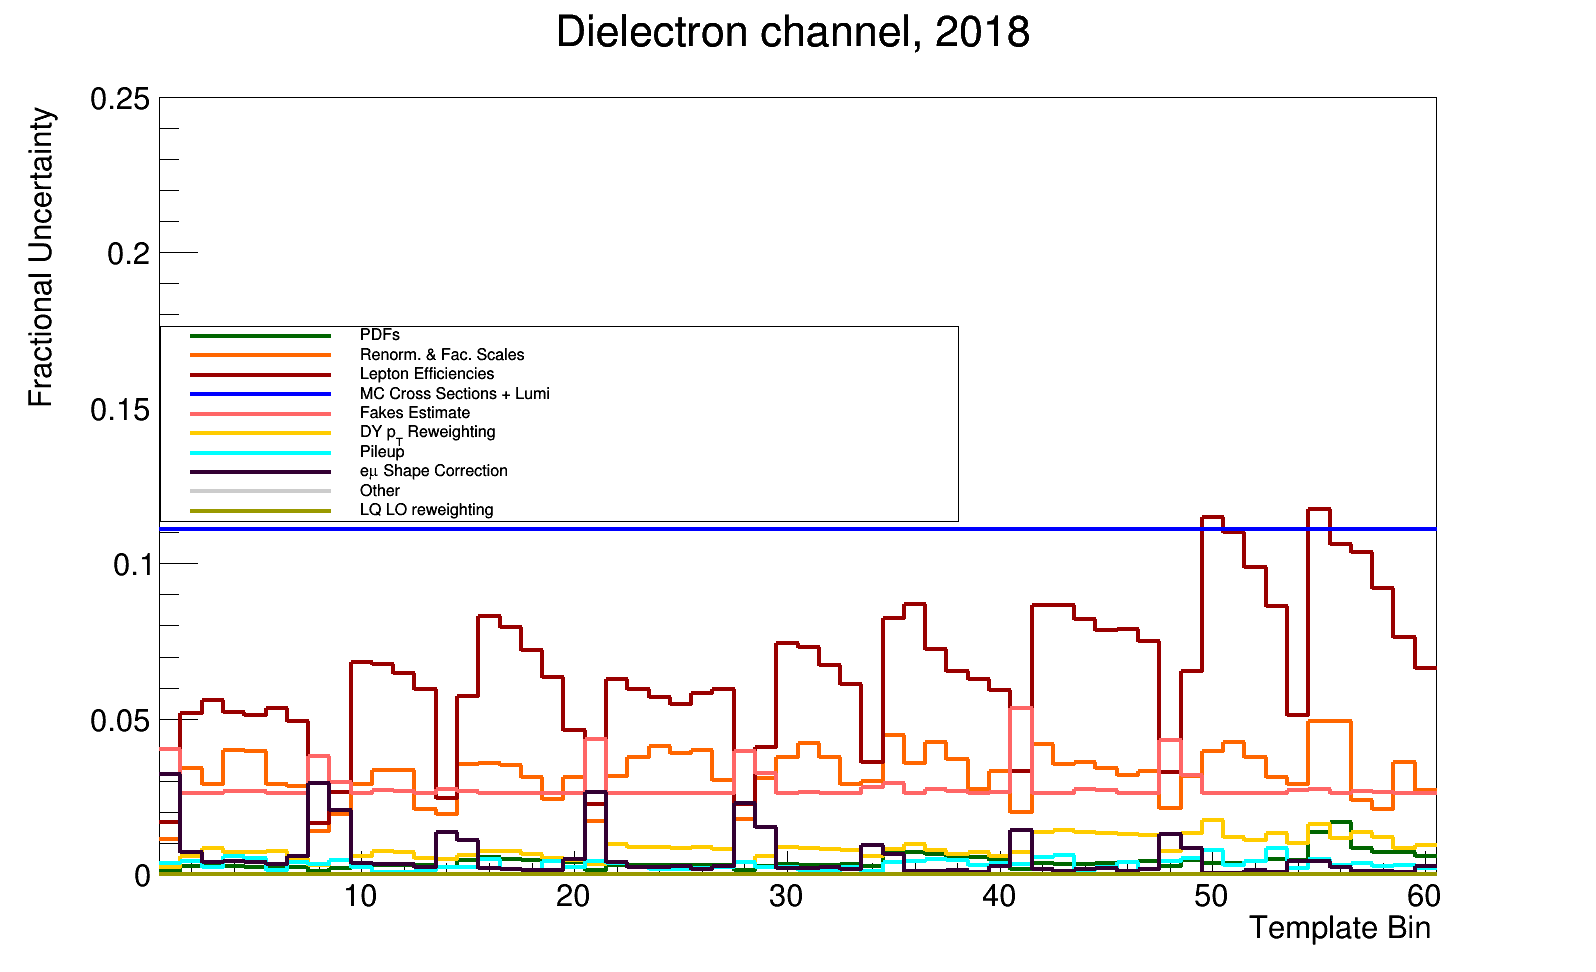 Dielectron channel, 2018
Fractional Uncertainty
0.25
0.2
0.15
0.1
0.05
0
PDFs
Renorm. & Fac. Scales
Lepton Efficiencies
MC Cross Sections + Lumi
Fakes Estimate
DY pT Reweighting
Pileup
eμ Shape Correction
Other
LQ LO reweighting
10 20 30 40 50 60
Template Bin